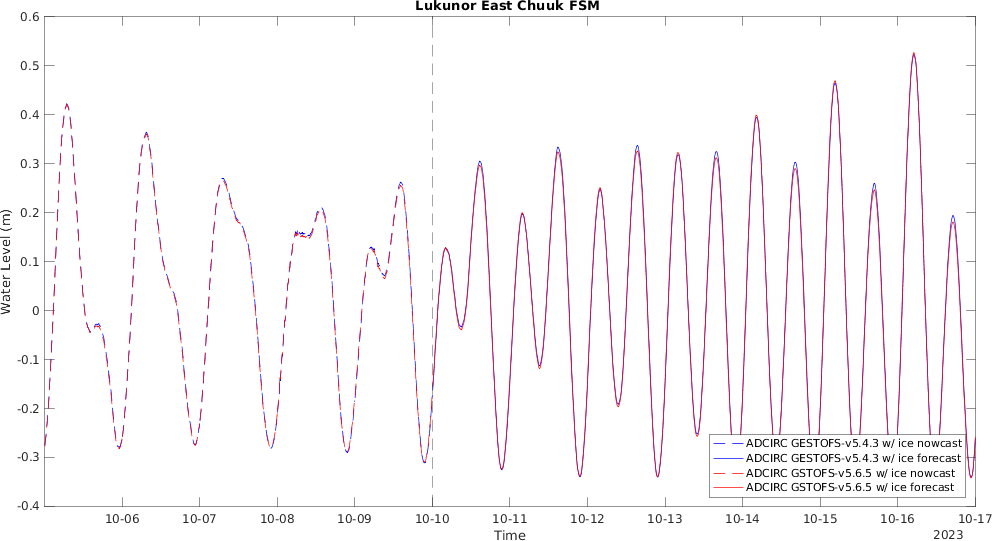 Lukunor East Chuuk FSM
0.6
0.5
0.4
0.3
0.2
0.1
0
-0.1
-0.2
-0.3
-0.4
Water Level (m)
ADCIRC GESTOFS-v5.4.3 w/ ice nowcast
ADCIRC GESTOFS-v5.4.3 w/ ice forecast
ADCIRC GSTOFS-v5.6.5 w/ ice nowcast
ADCIRC GSTOFS-v5.6.5 w/ ice forecast
10-06 10-07 10-08 10-09 10-10 10-11 10-12 10-13 10-14 10-15 10-16 10-17
Time
2023